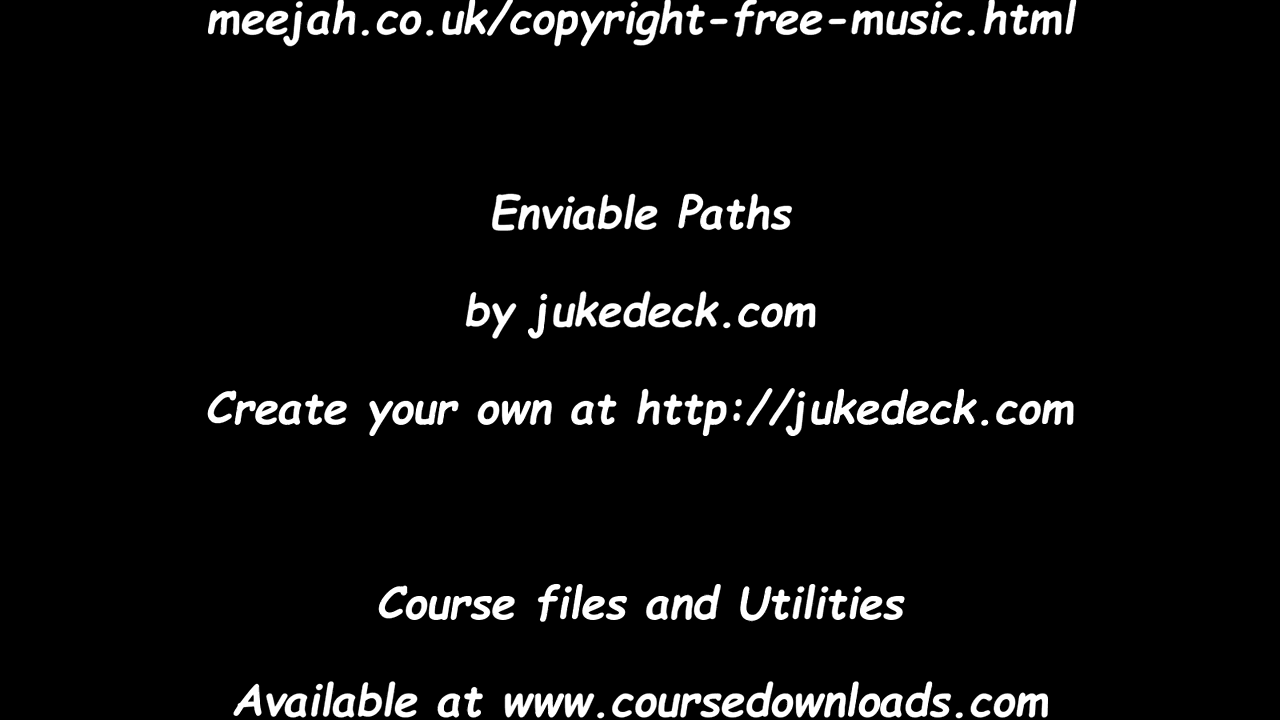 meejah.co.uk/copyright-free-music.html
Enviable Paths
by jukedeck.com
Create your own at http://jukedeck.com
Course files and Utilities
Available at www.coursedownloads.com